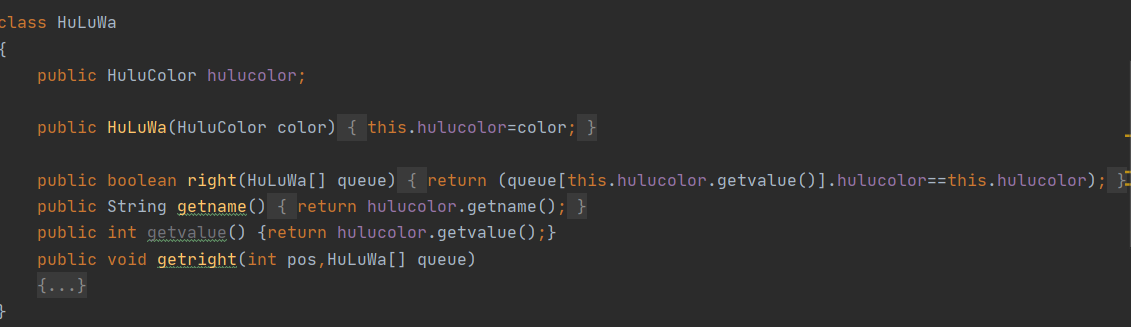 class HuLuWa
{
public HuluColor hulucolor;
public HuLuWa(HuluColor color) { this.hulucolor=color; }
public boolean right(HuLuWa[] queue) { return (queue[this.hulucolor.getvalue()].hulucolor==this.hulucolor); }
public String getname() { return hulucolor.getname(); }
public int getvalue() {return hulucolor.getvalue();}
public void getright(int pos,HuLuWa[] queue)
{...}
}